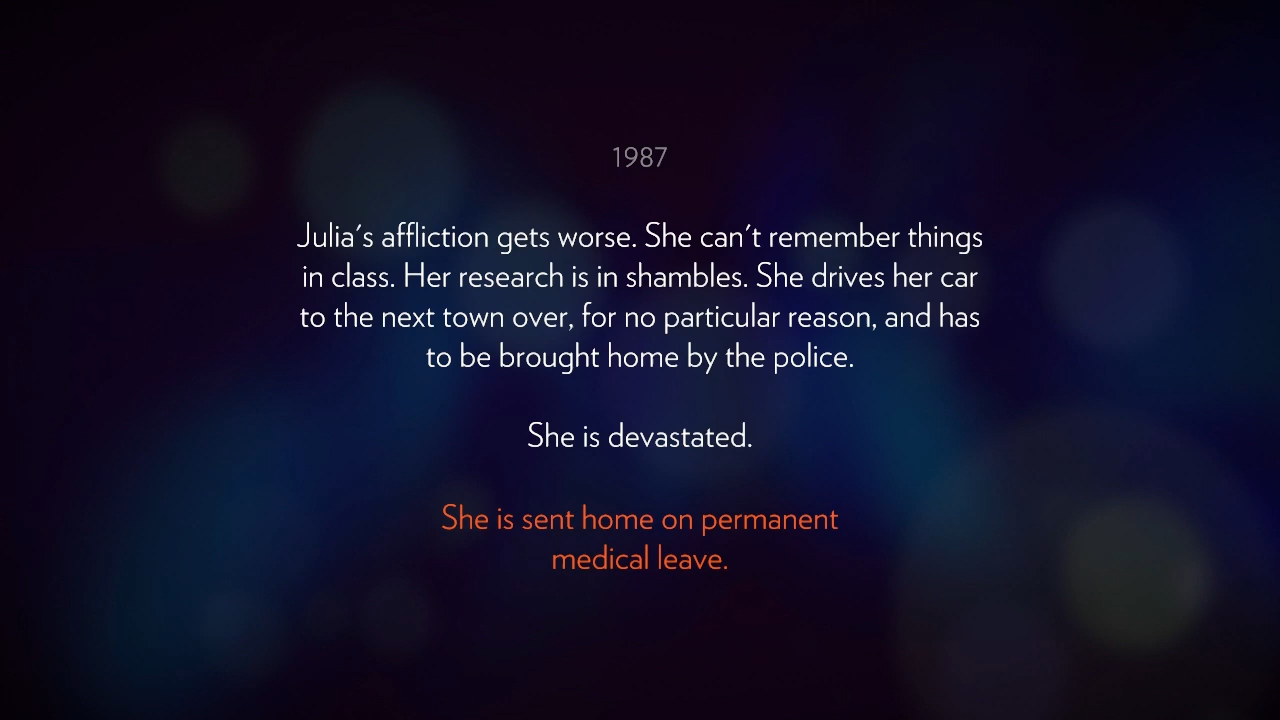 1987
Julia's affliction gets worse. She can't remember things
in class. Her research is in shambles. She drives her car
to the next town over, for no particular reason, and has
to be brought home by the police.
She is devastated.
She is sent home on permanent
medical leave.